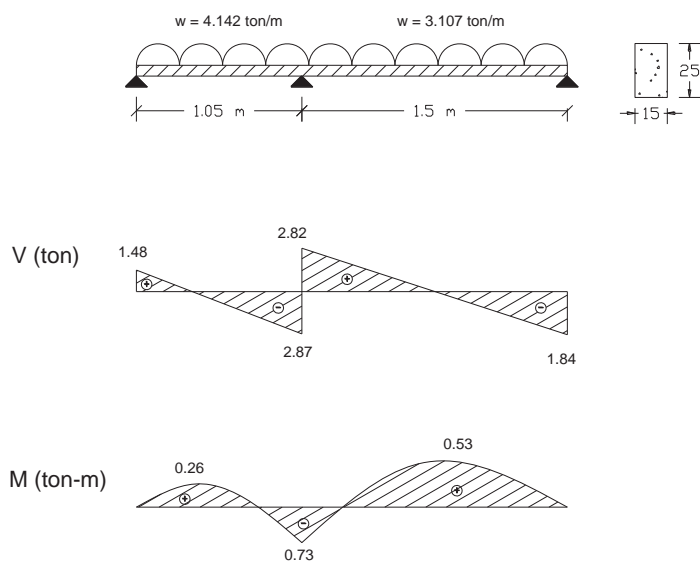 w = 4.142 ton/m w = 3.107 ton/m
25
1.05 m 1.5 m 15
2.82
1.48
V (ton)
2.87
1.84
0.53
0.26
M (ton-m)
0.73